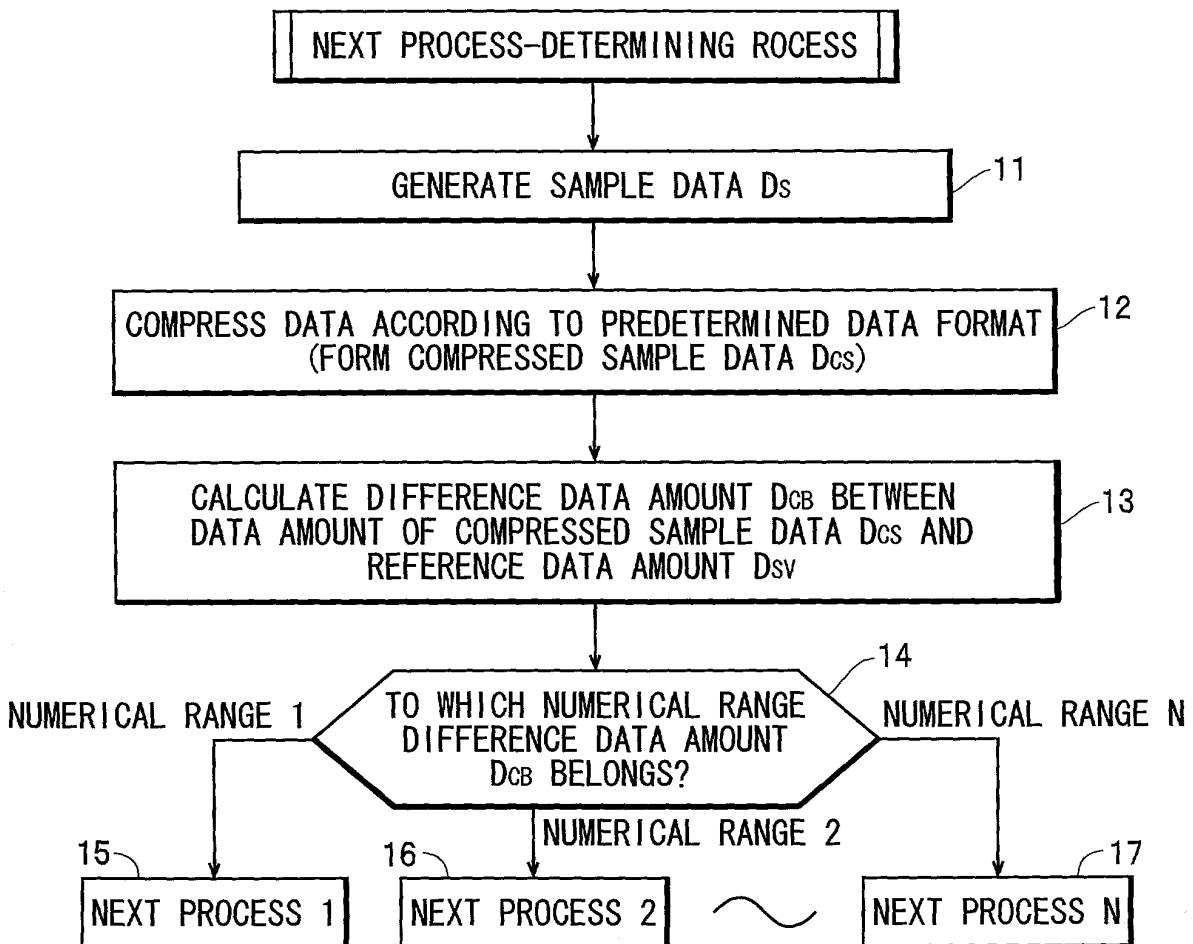 NEXT PROCESS-DETERMINING ROCESS
GENERATE SAMPLE DATA DS
11
COMPRESS DATA ACCORDING TO PREDETERMINED DATA FORMAT
(FORM COMPRESSED SAMPLE DATA DCS)
12
CALCULATE DIFFERENCE DATA AMOUNT DCB BETWEEN
DATA AMOUNT OF COMPRESSED SAMPLE DATA DCS AND
REFERENCE DATA AMOUNT DSV
13
14
TO WHICH NUMERICAL RANGE
DIFFERENCE DATA AMOUNT
DCB BELONGS?
NUMERICAL RANGE 1
NUMERICAL RANGE N
NUMERICAL RANGE 2
15
NEXT PROCESS 1
16
NEXT PROCESS 2
17
NEXT PROCESS N